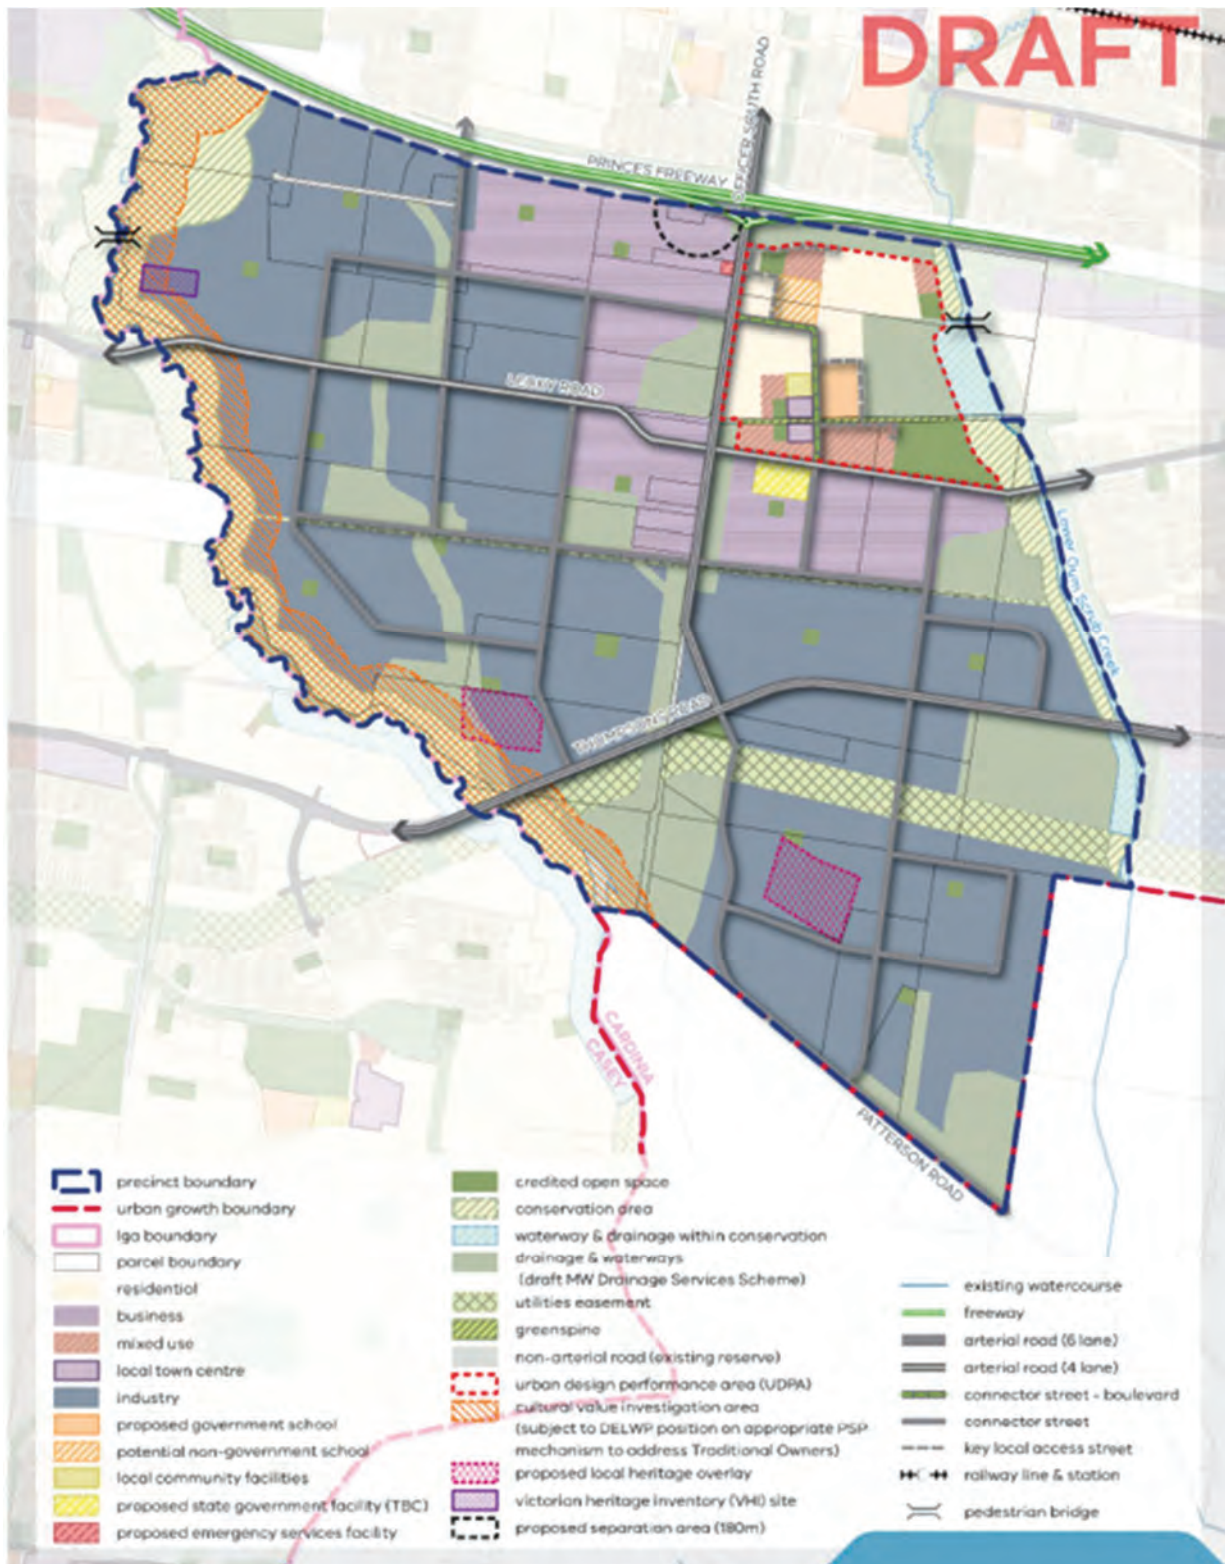 DRAFT
OFFICER SOUTH ROAD
PRINCES FREEWAY
LECKY ROAD
Lower Gum Scrub Creek
THOMPSONS ROAD
CARDINIA
CASEY
PATTERSON ROAD
precinct boundary
urban growth boundary
lga boundary
parcel boundary
residential
business
mixed use
local town centre
industry
proposed government school
potential non-government school
local community facilities
proposed state government facility (TBC)
proposed emergency services facility
credited open space
conservation area
waterway & drainage within conservation
drainage & waterways
(draft MW Drainage Services Scheme)
utilities easement
greenspine
non-arterial road (existing reserve)
urban design performance area (UDPA)
cultural value investigation area
(subject to DELWP position on appropriate PSP
mechanism to address Traditional Owners)
proposed local heritage overlay
victorian heritage inventory (VHI) site
proposed separation area (180m)
existing watercourse
freeway
arterial road (6 lane)
arterial road (4 lane)
connector street - boulevard
connector street
key local access street
railway line & station
pedestrian bridge